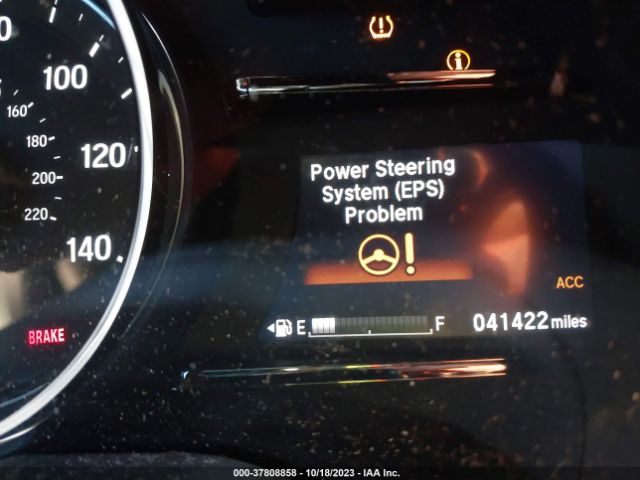 100
160
180
120
200
220
140
BRAKE
Power Steering
System (EPS)
Problem
ACC
E
F
041422 miles
000-37808858 - 10/18/2023 - IAA Inc.